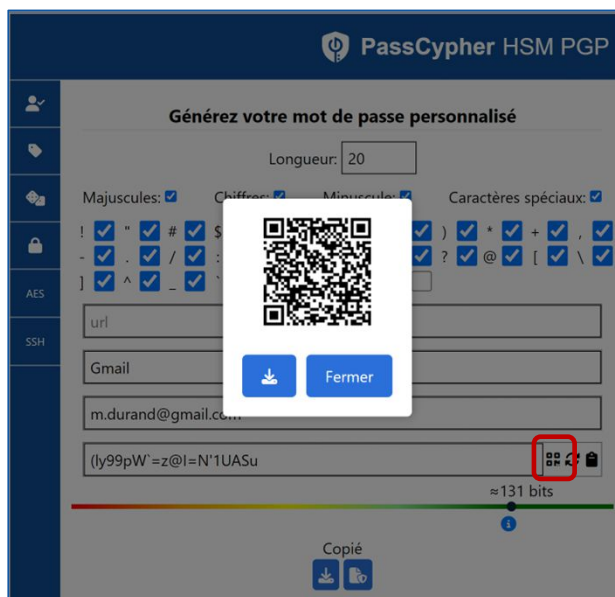 PassCypher HSM PGP
Générez votre mot de passe personnalisé
Longueur: 20
Majuscules: Chiffres: Minuscule: Caractères spéciaux:
! " # $ ) * + ,
- . / : ? @ [ \
] ^ _ `
AES
url
SSH
Gmail
Fermer
m.durand@gmail.com
(ly99pW`=z@I=N'1UASu
≈131 bits
Copié